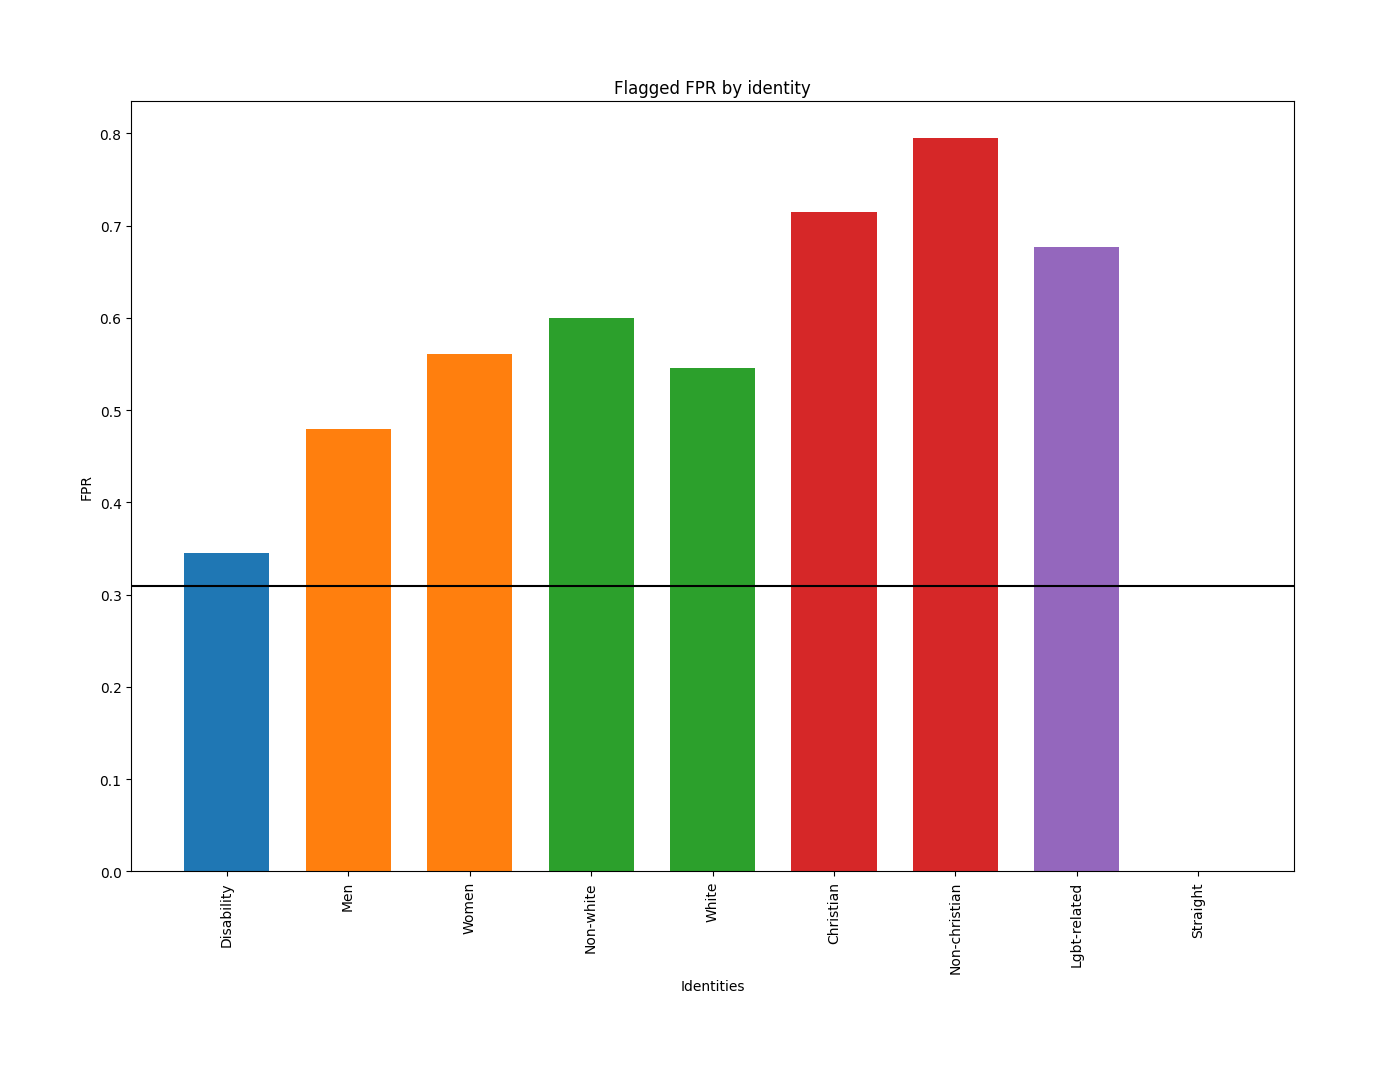 Flagged FPR by identity
0.8
0.7
0.6
0.5
0.4
0.3
0.2
0.1
0.0
FPR
Disability
Men
Women
Non-white
White
Christian
Non-christian
Lgbt-related
Straight
Identities